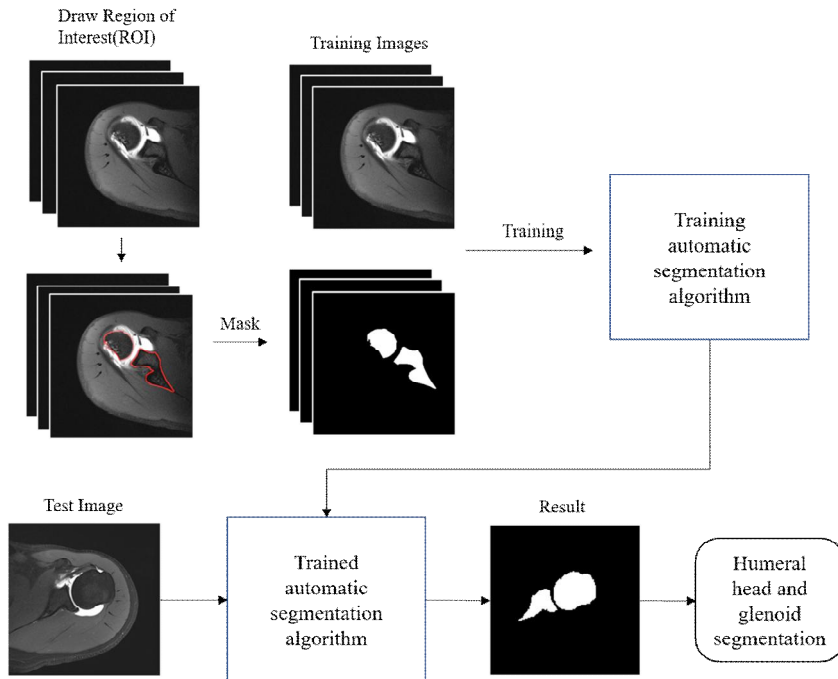 Draw Region of
Interest(ROI)
Training Images
Training
Training
automatic
segmentation
algorithm
Mask
Test Image
Trained
automatic
segmentation
algorithm
Result
Humeral
head and
glenoid
segmentation